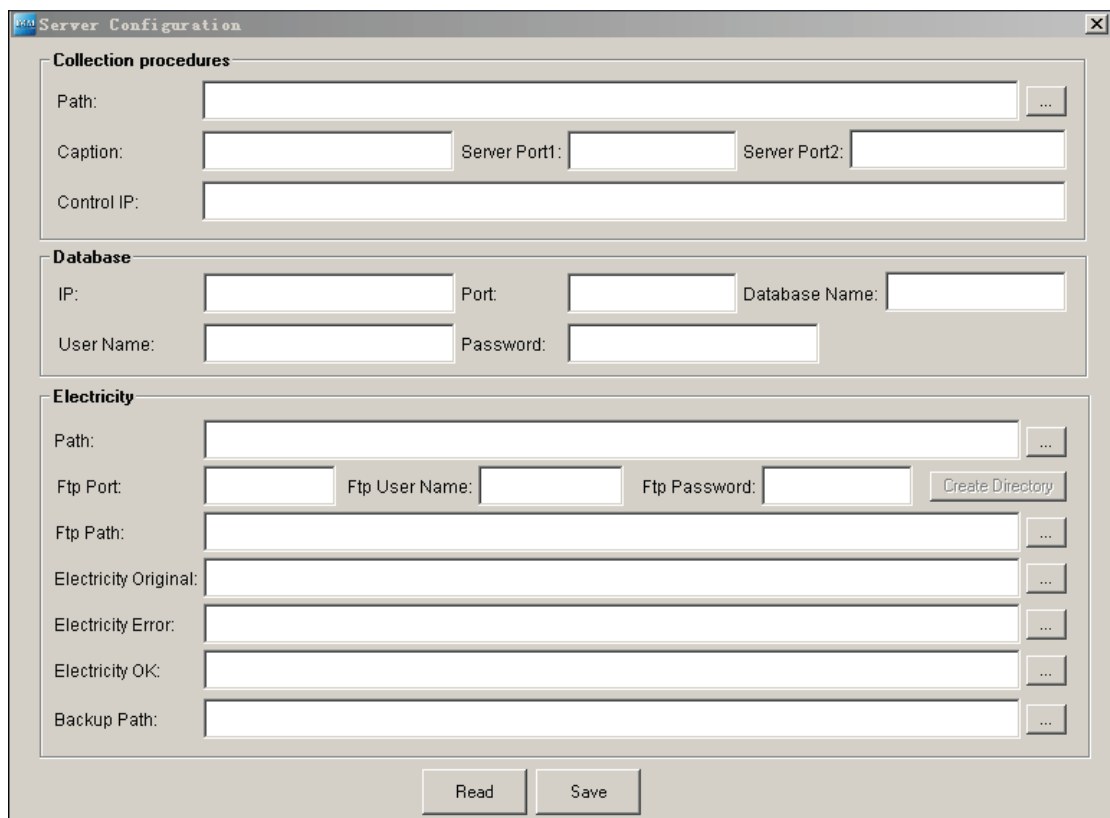 Server Configuration
Collection procedures
Path: ...
Caption: Server Port1: Server Port2:
Control IP:
Database
IP: Port: Database Name:
User Name: Password:
Electricity
Path: ...
Ftp Port: Ftp User Name: Ftp Password: Create Directory
Ftp Path: ...
Electricity Original: ...
Electricity Error: ...
Electricity OK: ...
Backup Path: ...
Read Save